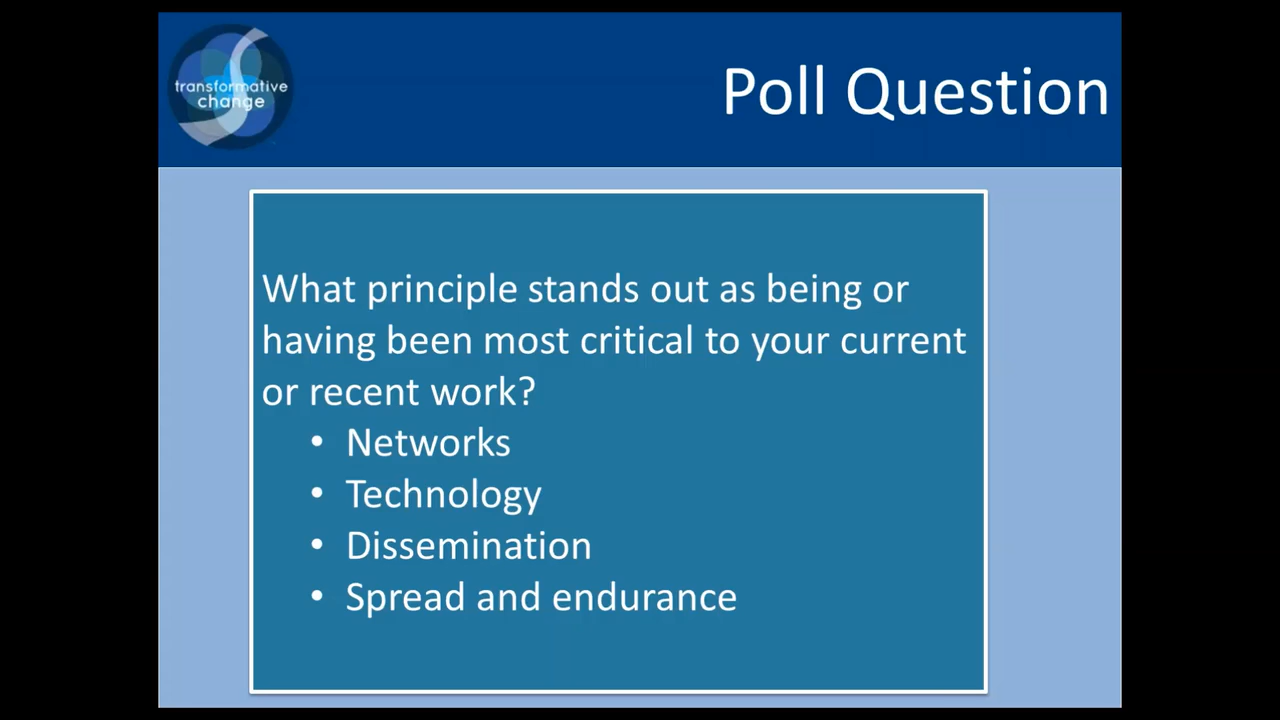 transformative
change
Poll Question
What principle stands out as being or
having been most critical to your current
or recent work?
• Networks
• Technology
• Dissemination
• Spread and endurance